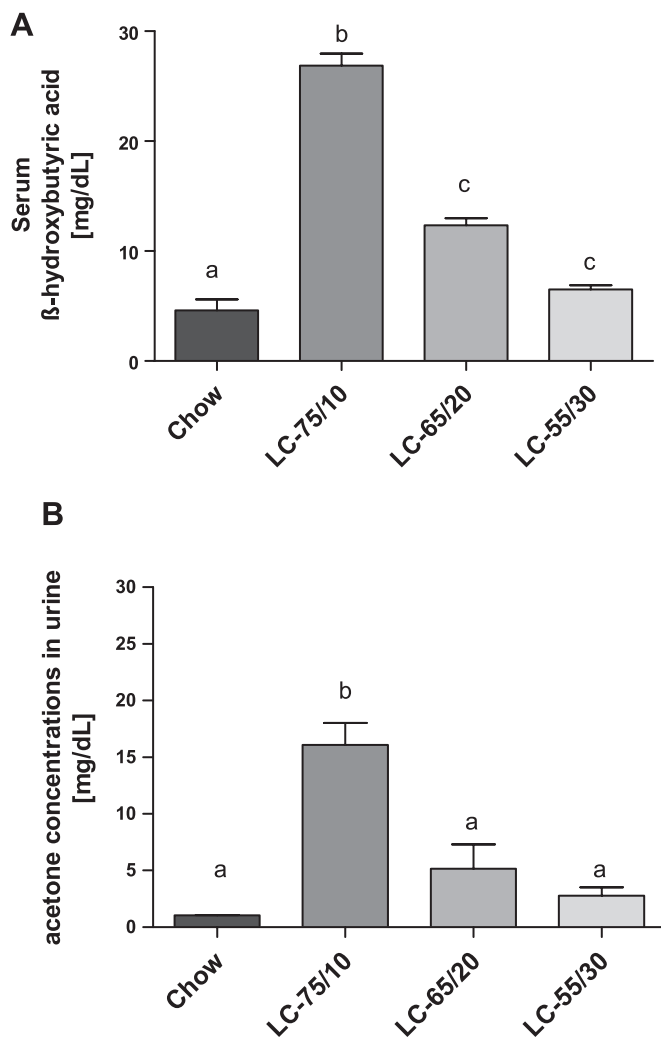 A
Serum
ß-hydroxybutyric acid
[mg/dL]
30
20
10
0
a
b
c
c
Chow
LC-75/10
LC-65/20
LC-55/30
B
acetone concentrations in urine
[mg/dL]
30
25
20
15
10
5
0
a
b
a
a
Chow
LC-75/10
LC-65/20
LC-55/30